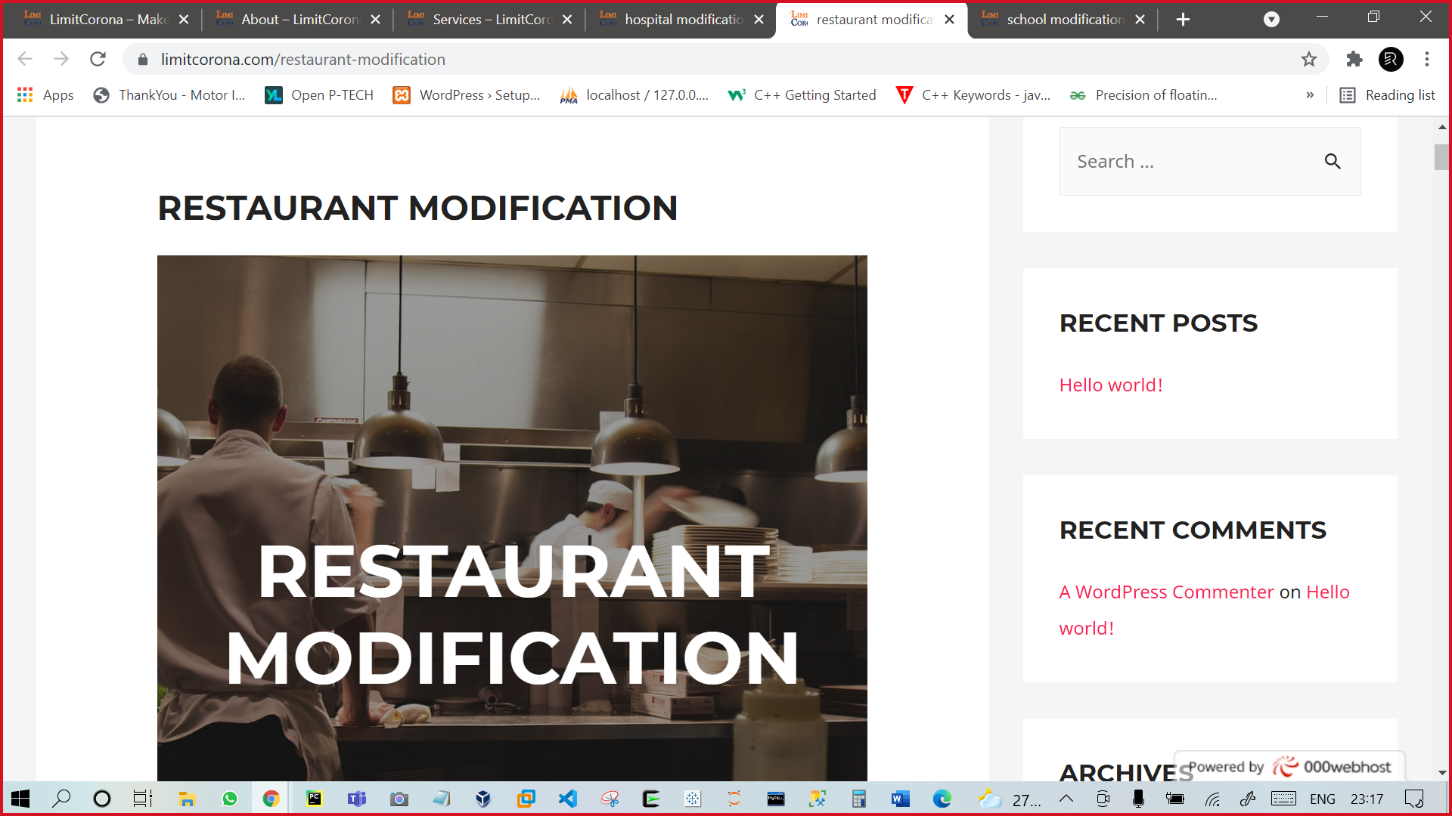 LimitCorona – Make
About – LimitCorona
Services – LimitCoro
hospital modificatio
restaurant modifica
school modification
limitcorona.com/restaurant-modification
Apps
ThankYou - Motor I...
Open P-TECH
WordPress › Setup...
localhost / 127.0.0....
C++ Getting Started
C++ Keywords - jav...
Precision of floatin...
»
Reading list
Search ...
RESTAURANT MODIFICATION
RESTAURANT
MODIFICATION
RECENT POSTS
Hello world!
RECENT COMMENTS
A WordPress Commenter on Hello
world!
ARCHIVES
Powered by 000webhost
27...
ENG
23:17